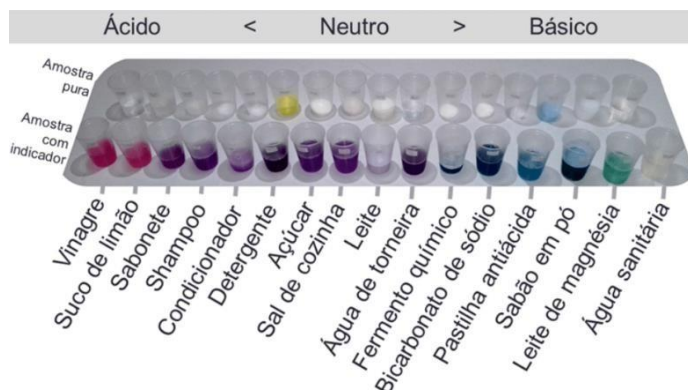 Ácido < Neutro > Básico
Amostra
pura
Amostra
com
indicador
Vinagre
Suco de limão
Sabonete
Shampoo
Condicionador
Detergente
Açúcar
Sal de cozinha
Leite
Água de torneira
Fermento químico
Bicarbonato de sódio
Pastilha antiácida
Sabão em pó
Leite de magnésia
Água sanitária